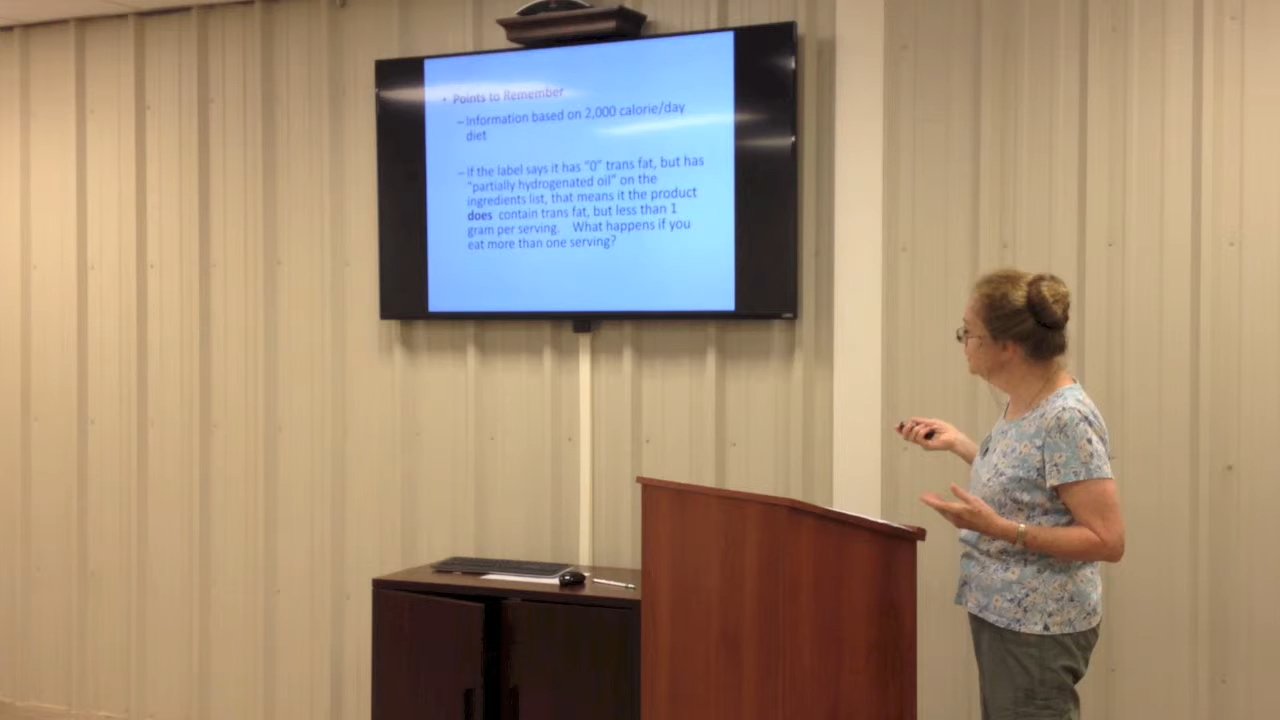 • Points to Remember
– Information based on 2,000 calorie/day
diet
– If the label says it has "0" trans fat, but has
"partially hydrogenated oil" on the
ingredients list, that means it the product
does contain trans fat, but less than 1
gram per serving. What happens if you
eat more than one serving?